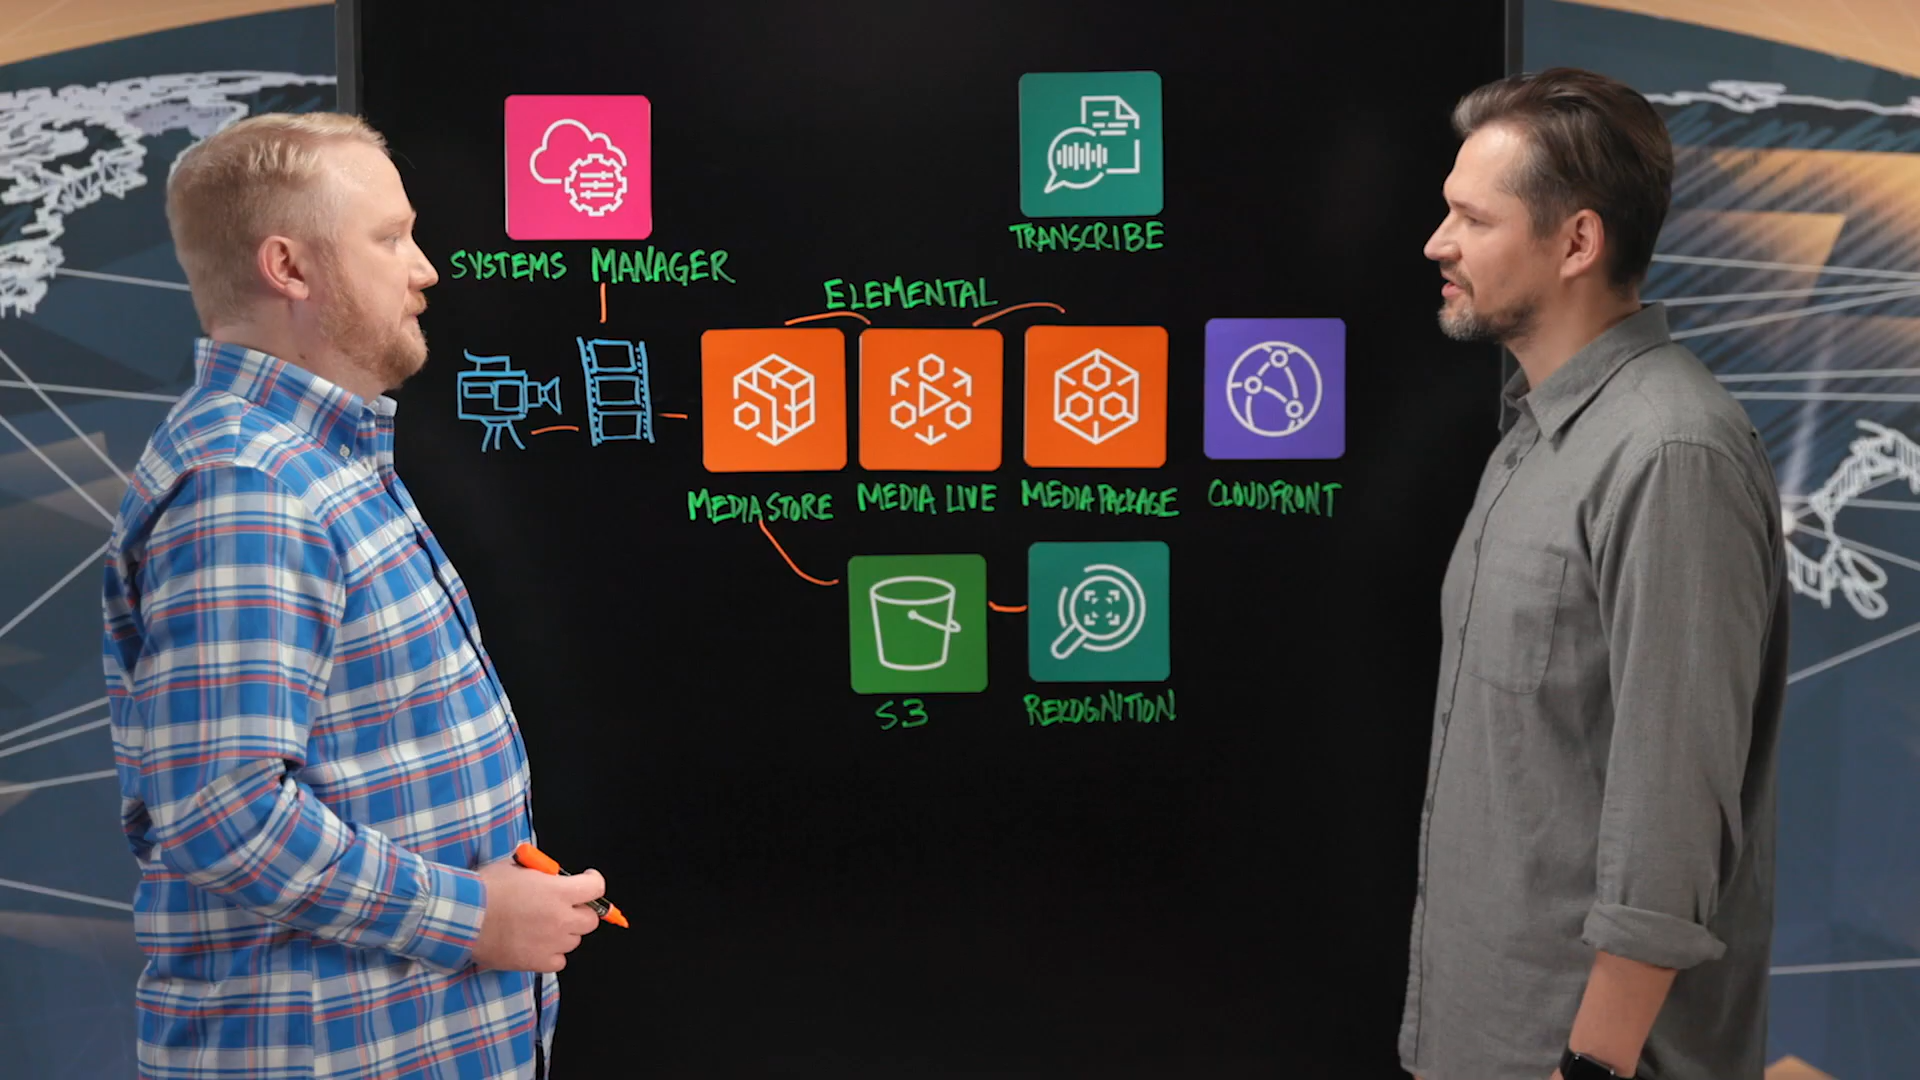 SYSTEMS MANAGER
TRANSCRIBE
ELEMENTAL
MEDIA STORE
MEDIA LIVE
MEDIA PACKAGE
CLOUDFRONT
S3
REKOGNITION